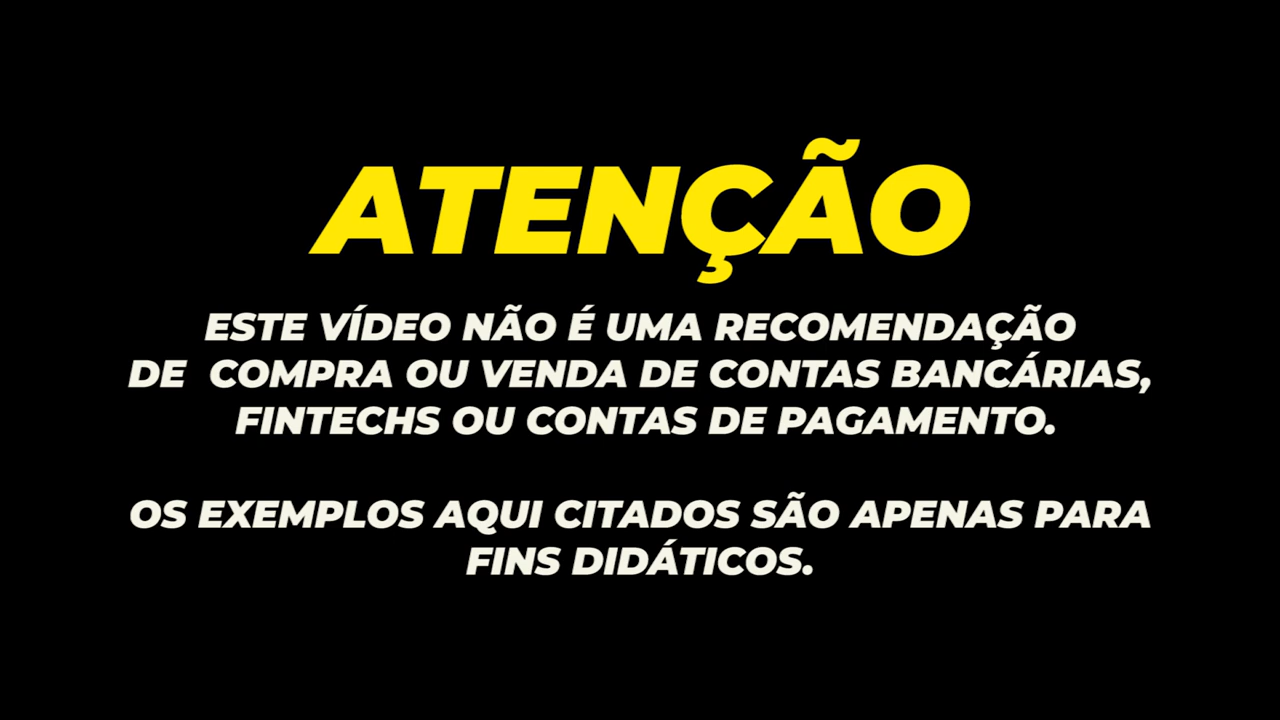 ATENÇÃO
ESTE VÍDEO NÃO É UMA RECOMENDAÇÃO
DE  COMPRA OU VENDA DE CONTAS BANCÁRIAS,
FINTECHS OU CONTAS DE PAGAMENTO.
OS EXEMPLOS AQUI CITADOS SÃO APENAS PARA
FINS DIDÁTICOS.